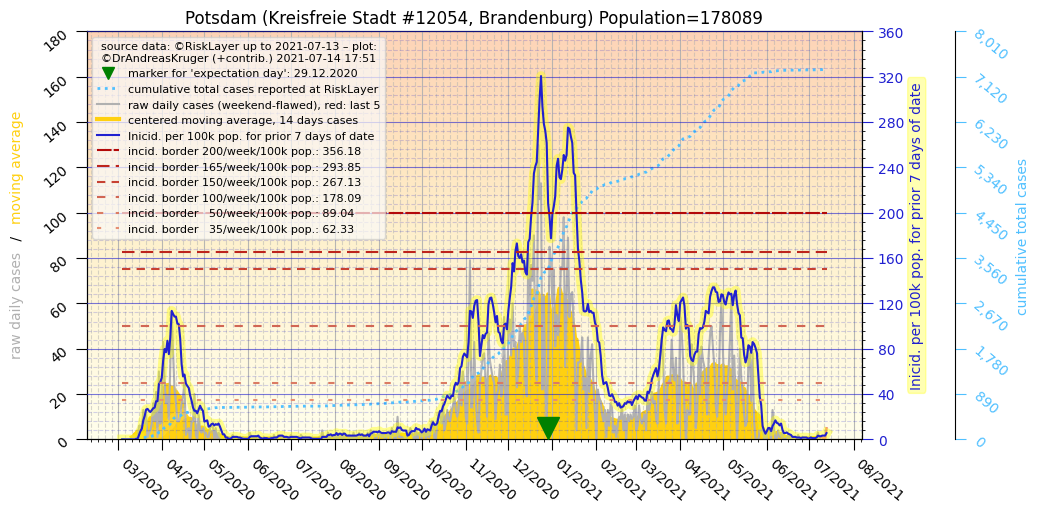 Potsdam (Kreisfreie Stadt #12054, Brandenburg) Population=178089
source data: ©RiskLayer up to 2021-07-13 – plot:
©DrAndreasKruger (+contrib.) 2021-07-14 17:51
marker for 'expectation day': 29.12.2020
cumulative total cases reported at RiskLayer
raw daily cases (weekend-flawed), red: last 5
centered moving average, 14 days cases
Inicid. per 100k pop. for prior 7 days of date
incid. border 200/week/100k pop.: 356.18
incid. border 165/week/100k pop.: 293.85
incid. border 150/week/100k pop.: 267.13
incid. border 100/week/100k pop.: 178.09
incid. border 50/week/100k pop.: 89.04
incid. border 35/week/100k pop.: 62.33
raw daily cases / moving average
180
160
140
120
100
80
60
40
20
0
360
320
280
240
200
160
120
80
40
0
Inicid. per 100k pop. for prior 7 days of date
8,010
7,120
6,230
5,340
4,450
3,560
2,670
1,780
890
0
cumulative total cases
03/2020
04/2020
05/2020
06/2020
07/2020
08/2020
09/2020
10/2020
11/2020
12/2020
01/2021
02/2021
03/2021
04/2021
05/2021
06/2021
07/2021
08/2021